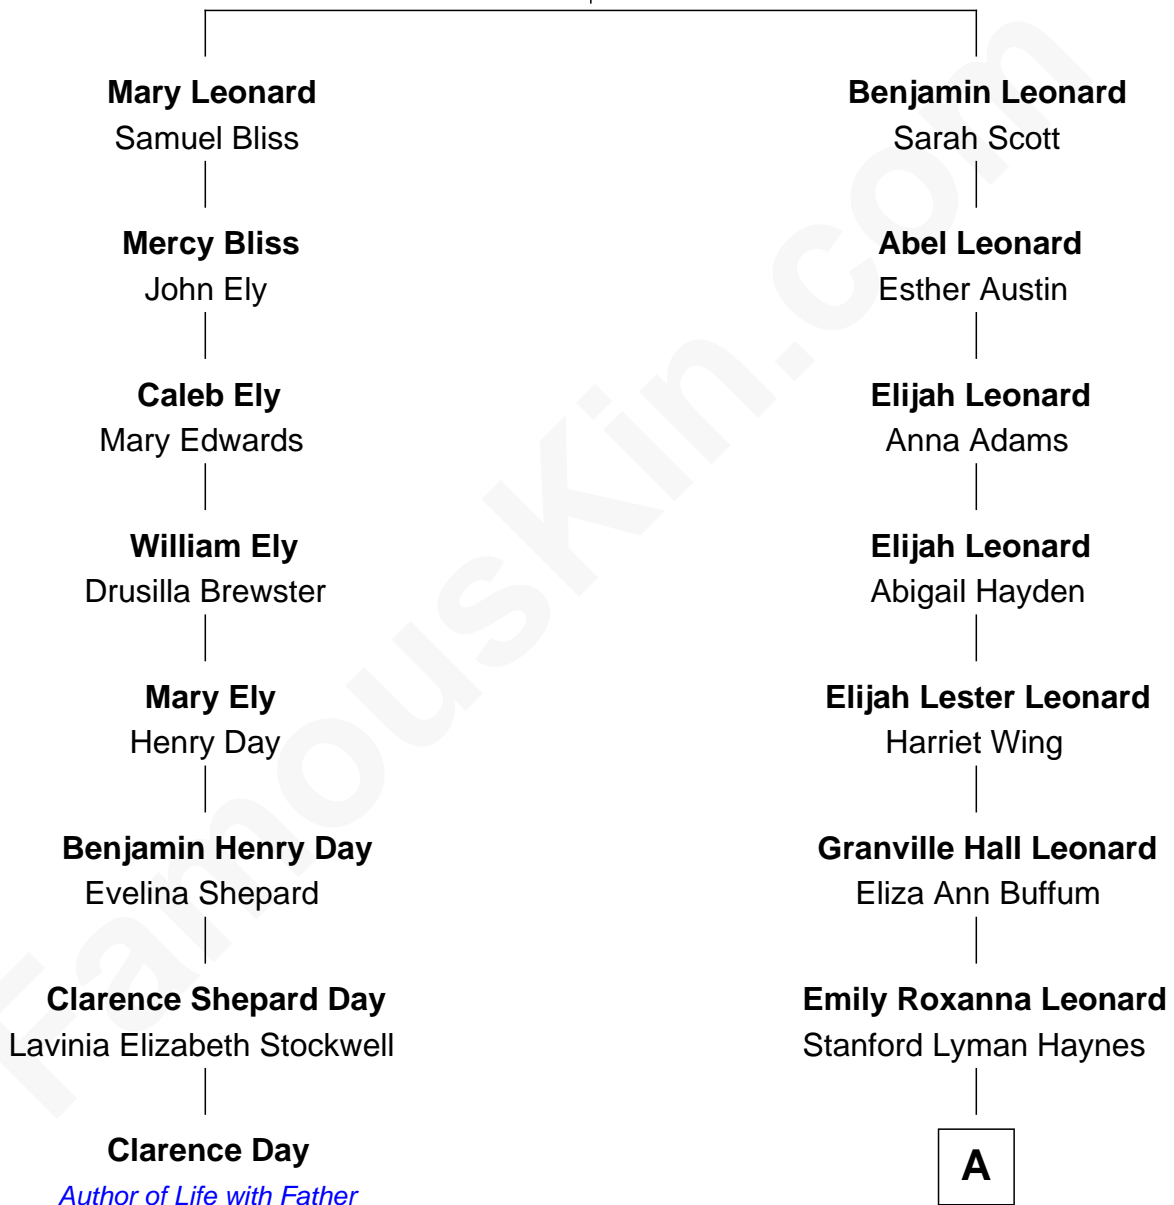 Mary Leonard
Samuel Bliss
Mercy Bliss
John Ely
Caleb Ely
Mary Edwards
William Ely
Drusilla Brewster
Mary Ely
Henry Day
Benjamin Henry Day
Evelina Shepard
Clarence Shepard Day
Lavinia Elizabeth Stockwell
Clarence Day
Author of Life with Father
Benjamin Leonard
Sarah Scott
Abel Leonard
Esther Austin
Elijah Leonard
Anna Adams
Elijah Leonard
Abigail Hayden
Elijah Lester Leonard
Harriet Wing
Granville Hall Leonard
Eliza Ann Buffum
Emily Roxanna Leonard
Stanford Lyman Haynes
A
FamousKin.com